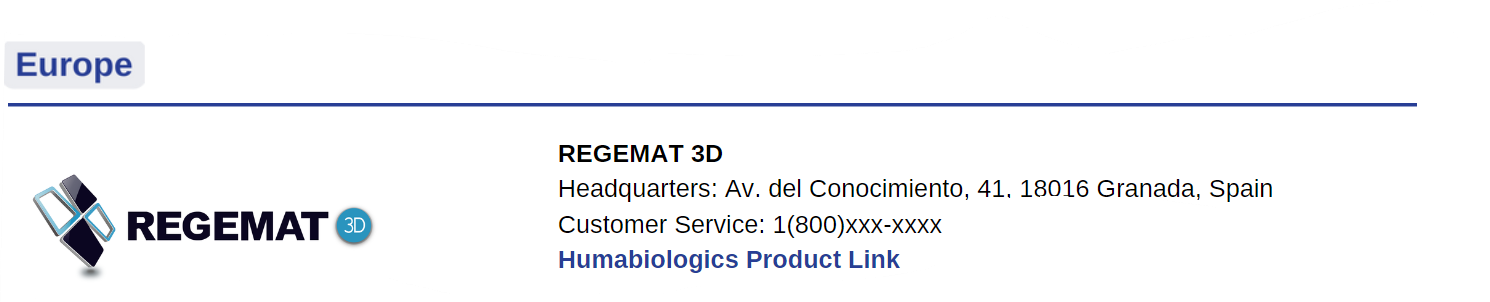 Europe
REGEMAT 3D
REGEMAT 3D
Headquarters: Av. del Conocimiento, 41, 18016 Granada, Spain
Customer Service: 1(800)xxx-xxxx
Humabiologics Product Link